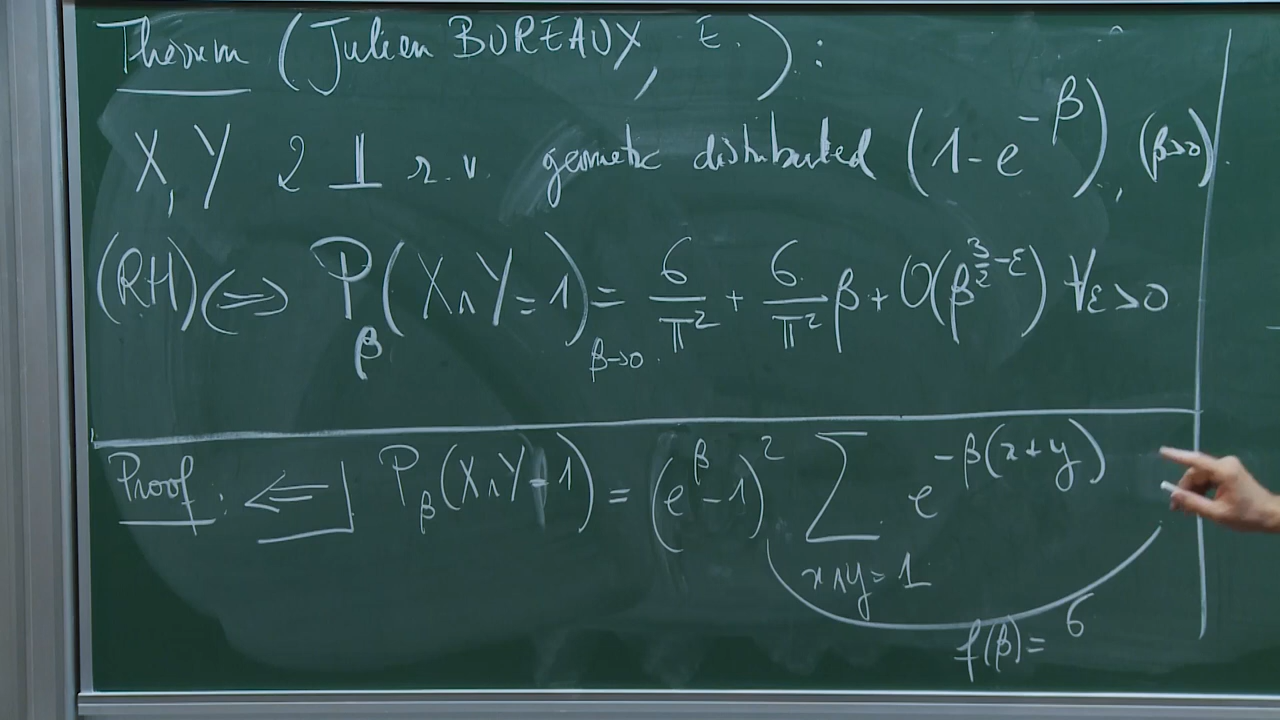 Theorem (Julien BUREAUX, E.) :
X, Y 2 ⊥ r.v. geometric distributed (1 - e^{-β}), (β>0).
(RH) ⟺ P_β(X∧Y=1) =_{β→0} 6/π² + 6/π² β + O(β^{3/2-ε}) ∀ε>0
Proof : ⟸] P_β(X∧Y=1) = (e^β - 1)² Σ_{x∧y=1} e^{-β(x+y)}
f(β) = 6